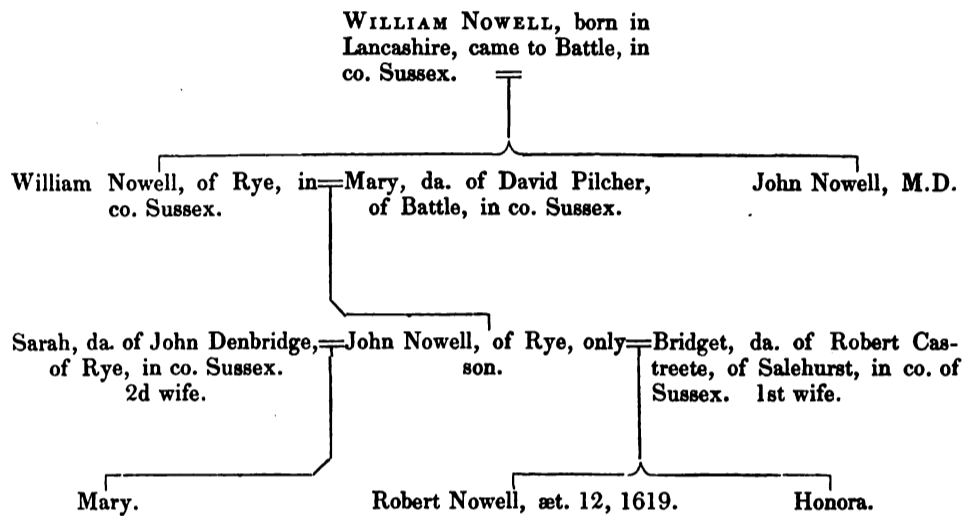 WILLIAM NOWELL, born in
Lancashire, came to Battle, in
co. Sussex.
William Nowell, of Rye, in
co. Sussex.
Mary, da. of David Pilcher,
of Battle, in co. Sussex.
John Nowell, M.D.
Sarah, da. of John Denbridge,
of Rye, in co. Sussex.
2d wife.
John Nowell, of Rye, only
son.
Bridget, da. of Robert Cas-
treete, of Salehurst, in co. of
Sussex. 1st wife.
Mary.
Robert Nowell, æt. 12, 1619.
Honora.